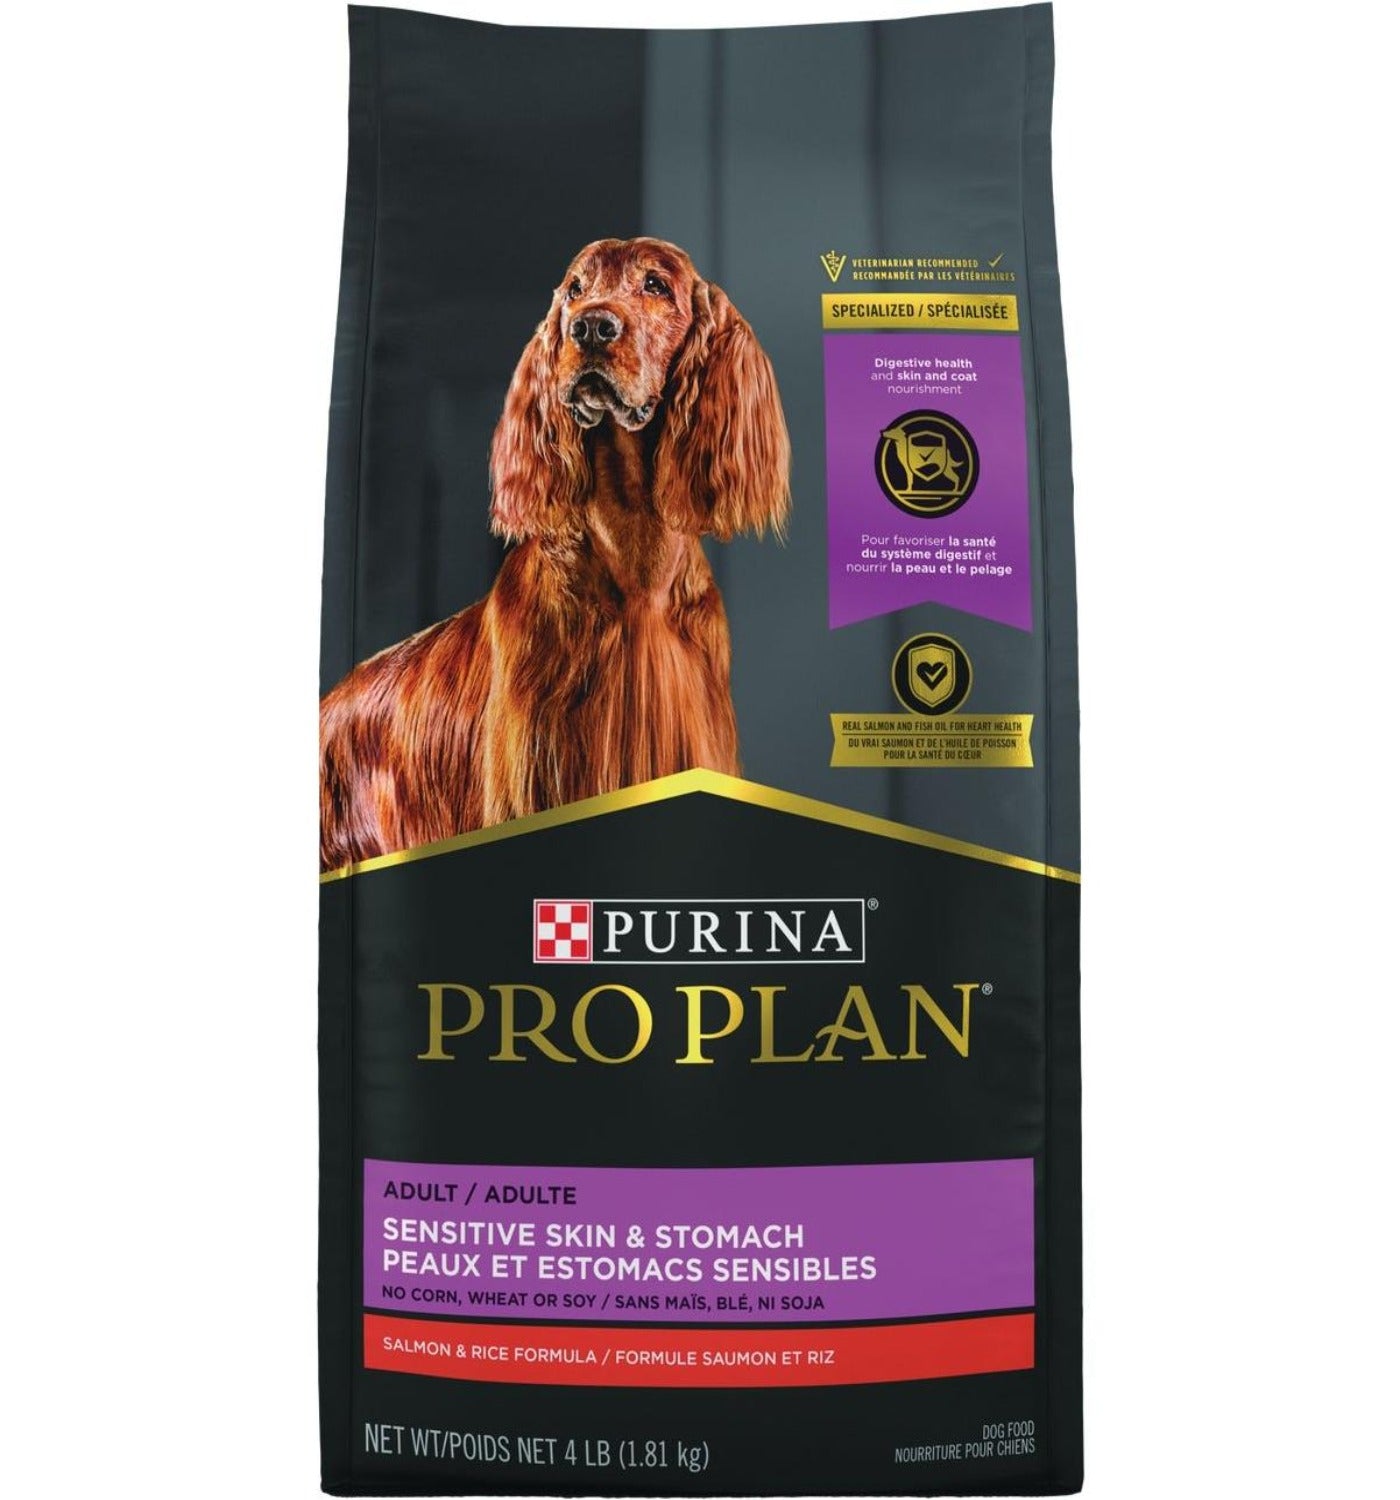 VETERINARIAN RECOMMENDED
RECOMMANDÉE PAR LES VÉTÉRINAIRES
SPECIALIZED / SPÉCIALISÉE
Digestive health
and skin and coat
nourishment
Pour favoriser la santé
du système digestif et
nourrir la peau et le pelage
REAL SALMON AND FISH OIL FOR HEART HEALTH
DU VRAI SAUMON ET DE L'HUILE DE POISSON
POUR LA SANTÉ DU CŒUR
PURINA®
PRO PLAN®
ADULT / ADULTE
SENSITIVE SKIN & STOMACH
PEAUX ET ESTOMACS SENSIBLES
NO CORN, WHEAT OR SOY / SANS MAÏS, BLÉ, NI SOJA
SALMON & RICE FORMULA / FORMULE SAUMON ET RIZ
NET WT/POIDS NET 4 LB (1.81 kg)
DOG FOOD
NOURRITURE POUR CHIENS